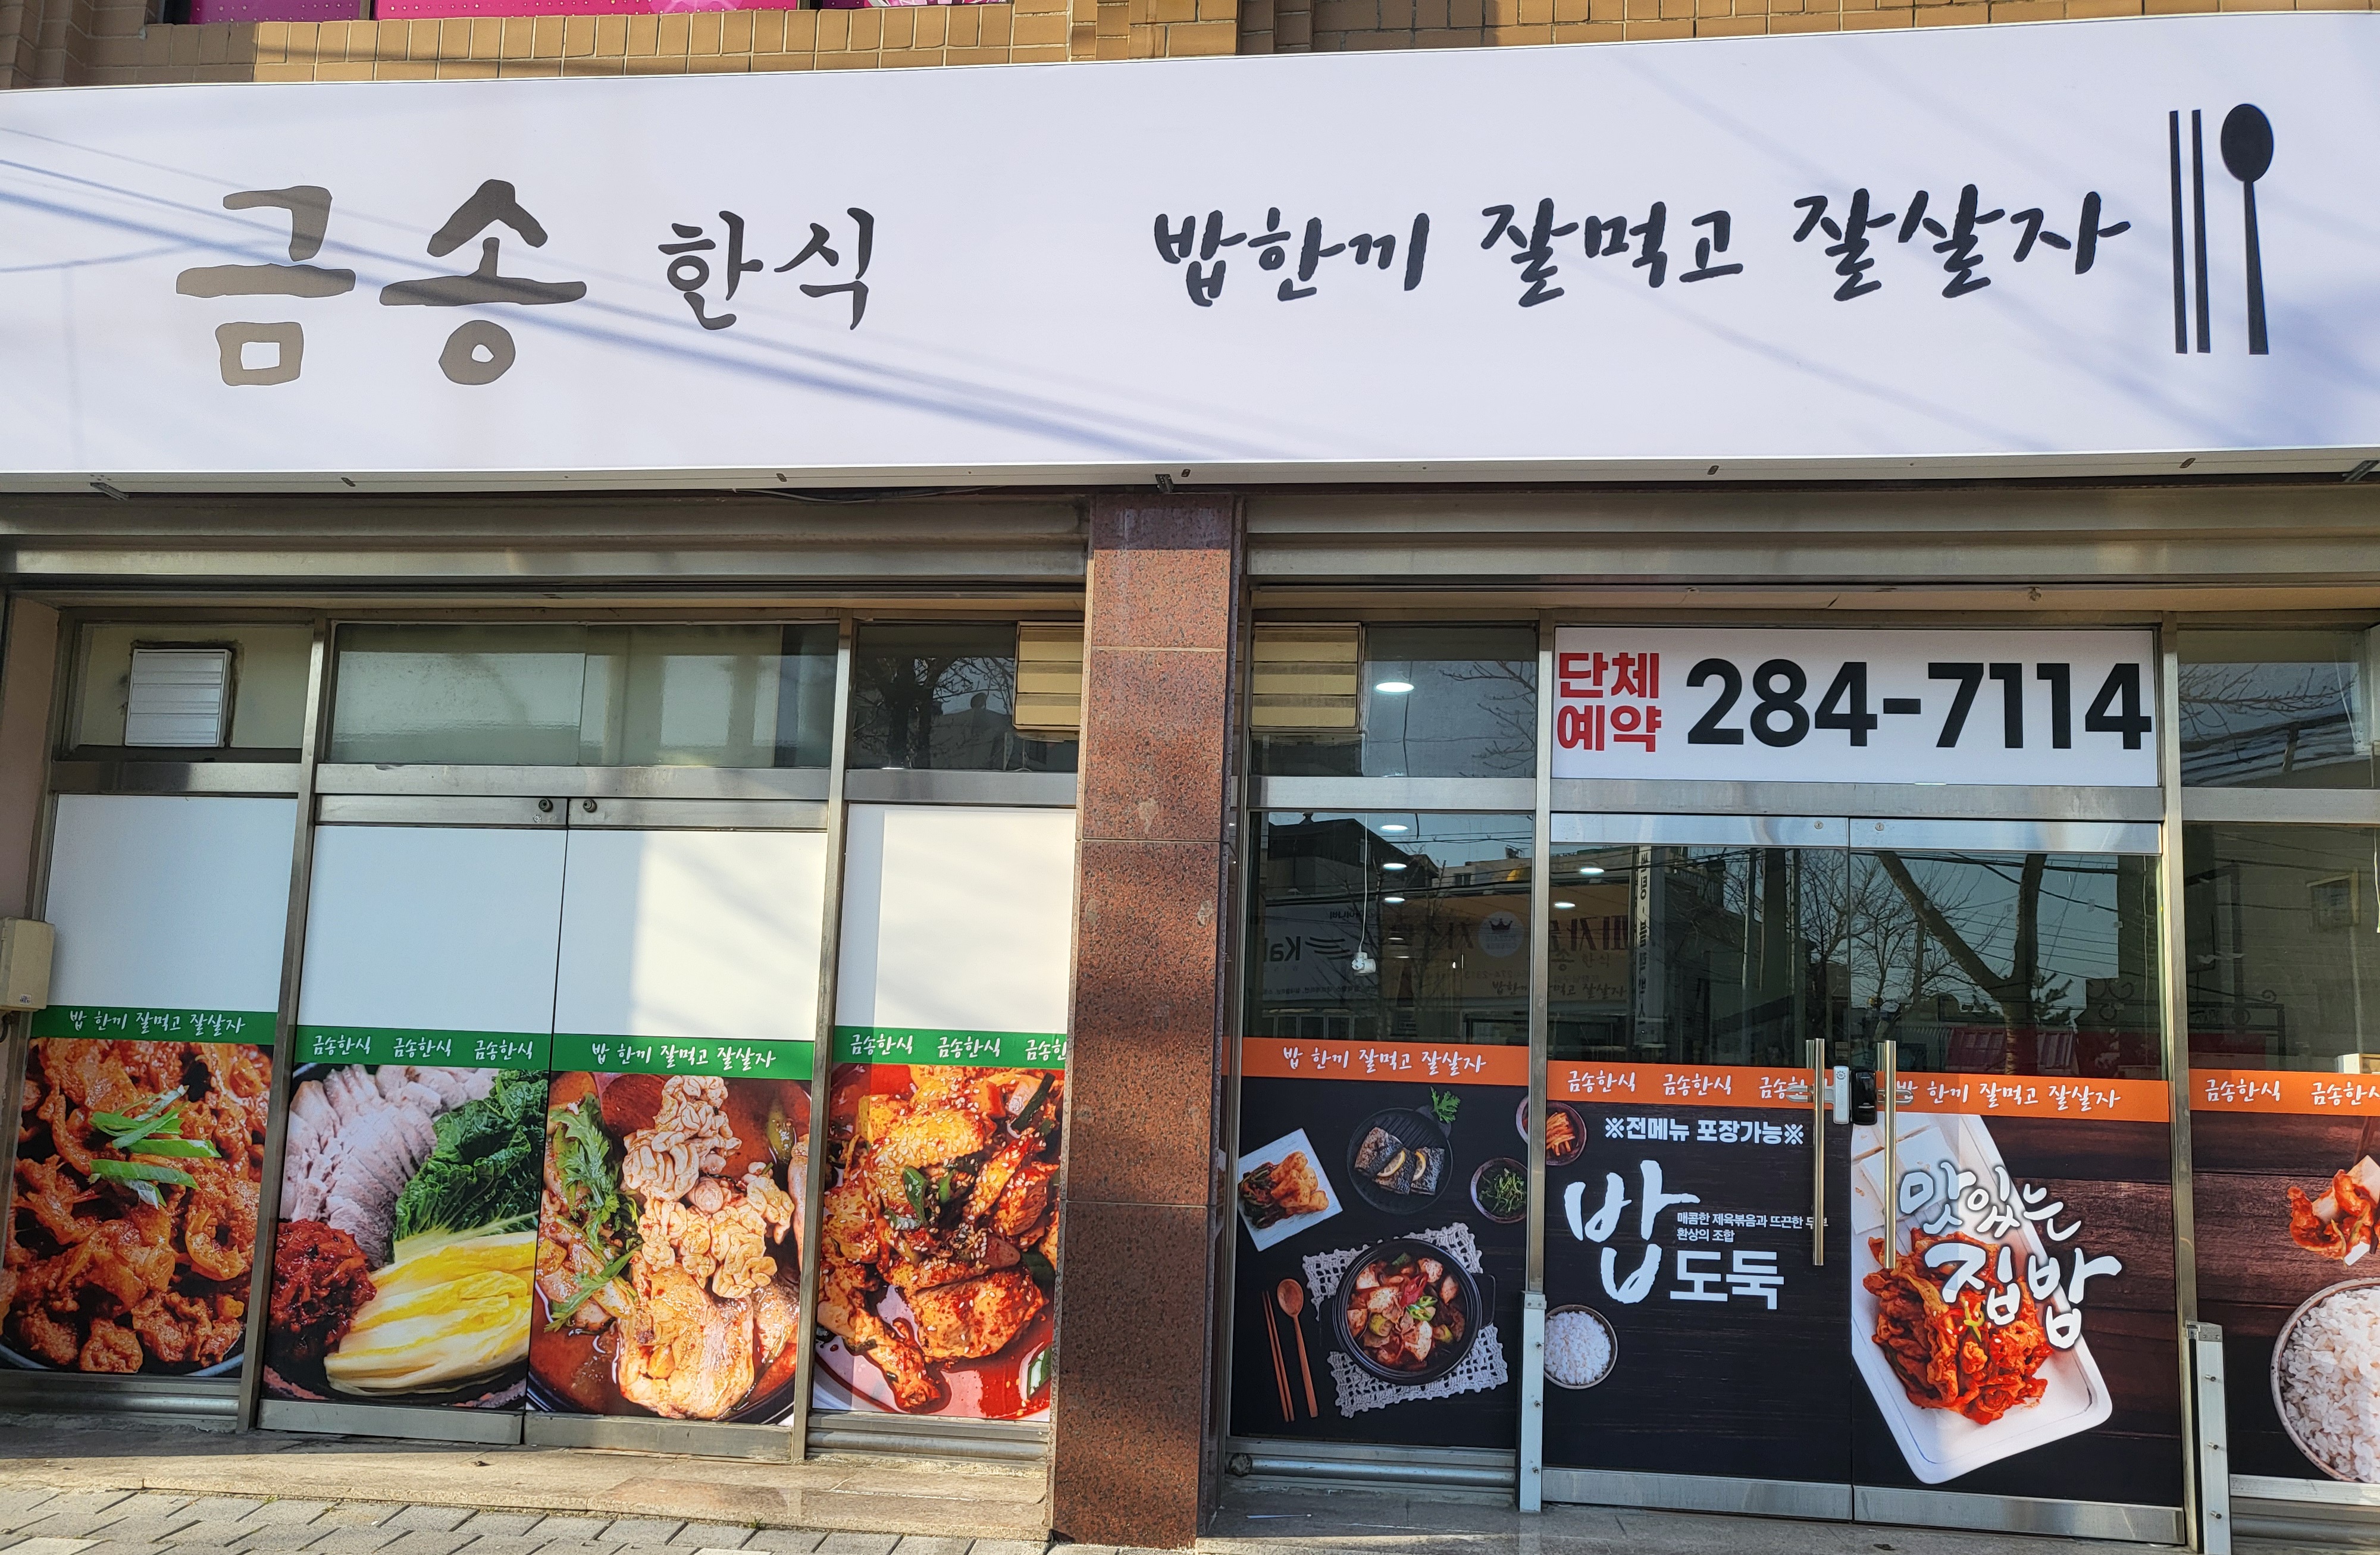 금송 한식
밥한끼 잘먹고 잘살자
단체
예약
284-7114
밥 한끼 잘먹고 잘살자
금송한식 금송한식 금송한식
밥 한끼 잘먹고 잘살자
금송한식 금송한식
밥 한끼 잘먹고 잘살자
금송한식 금송한식
밥 한끼 잘먹고 잘살자
금송한식
※전메뉴 포장가능※
밥도둑
매콤한 제육볶음과 뜨끈한
환상의 조합
맛있는
집밥